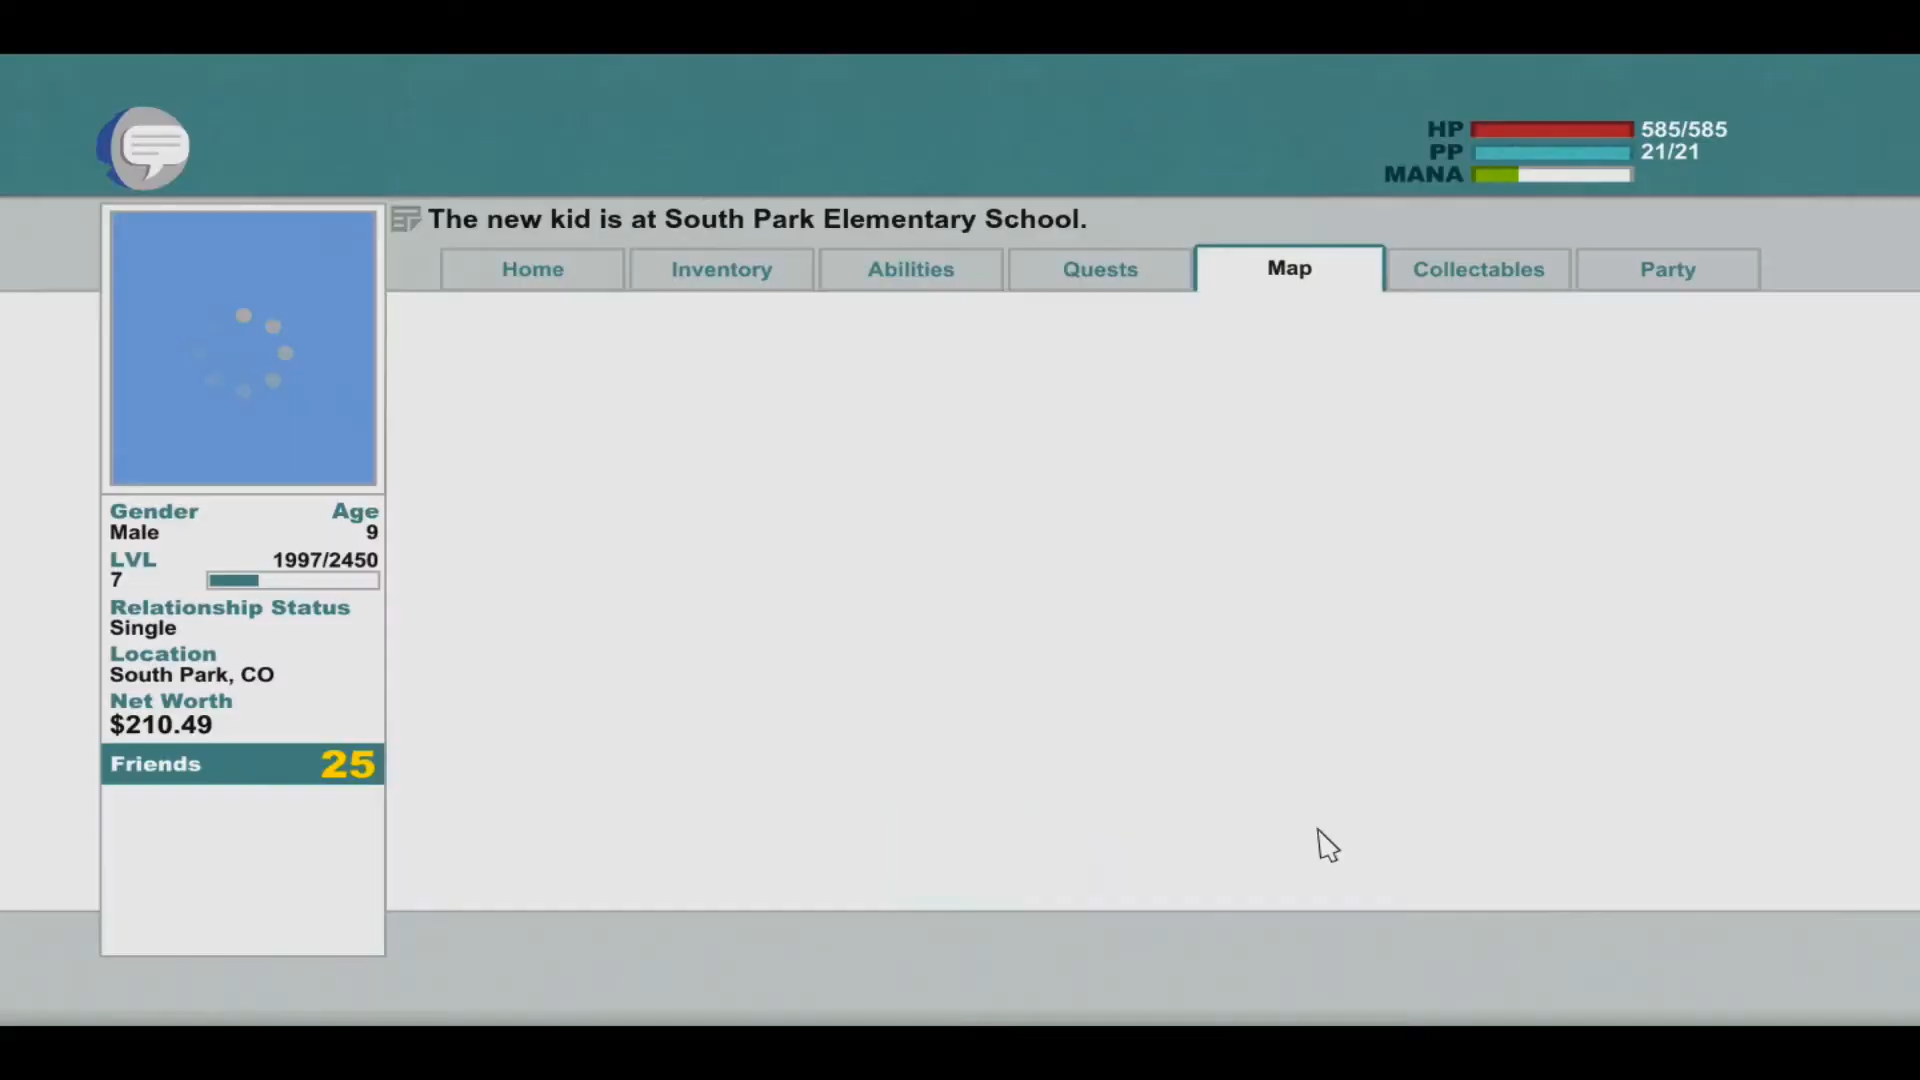 HP 585/585
PP 21/21
MANA
The new kid is at South Park Elementary School.
Home Inventory Abilities Quests Map Collectables Party
Gender Age
Male 9
LVL 1997/2450
7
Relationship Status
Single
Location
South Park, CO
Net Worth
$210.49
Friends 25